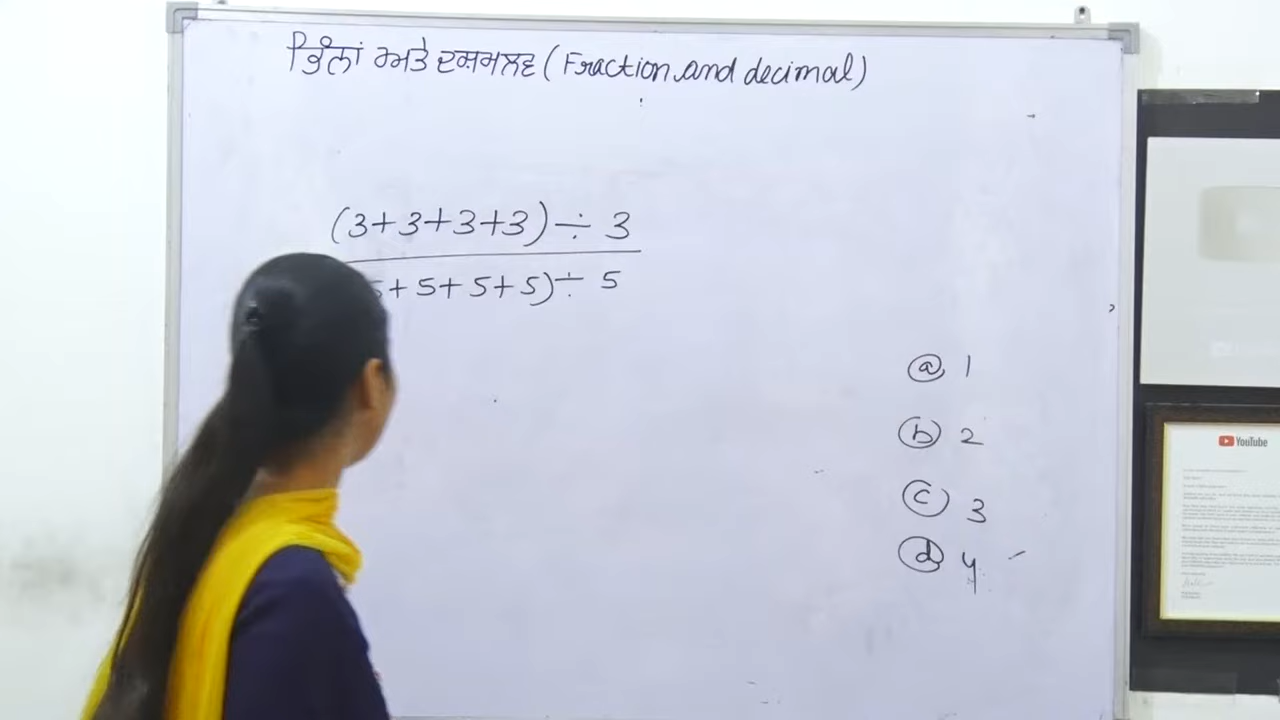 ਭਿੰਨਾਂ ਅਤੇ ਦਸ਼ਮਲਵ (Fraction and decimal)
(3+3+3+3) ÷ 3
5+5+5+5) ÷ 5
ⓐ 1
ⓑ 2
ⓒ 3
ⓓ 4
YouTube